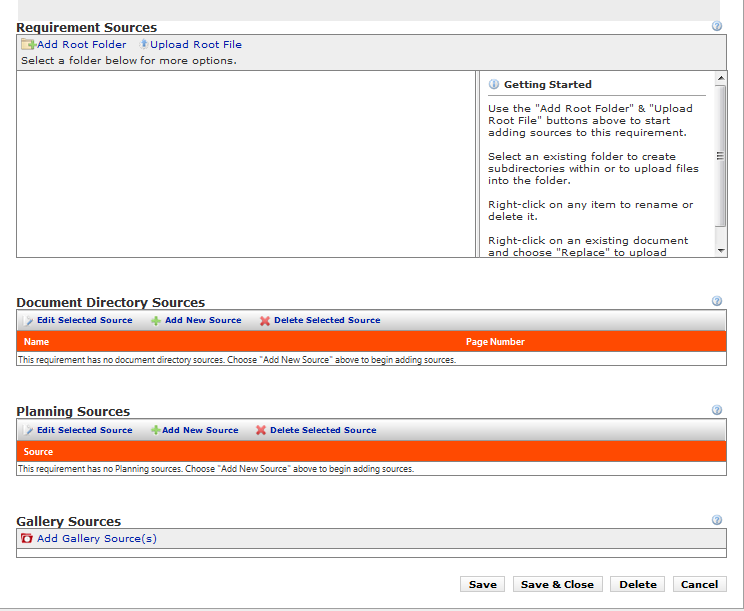 Requirement Sources
Add Root Folder Upload Root File
Select a folder below for more options.
Getting Started
Use the "Add Root Folder" & "Upload
Root File" buttons above to start
adding sources to this requirement.
Select an existing folder to create
subdirectories within or to upload files
into the folder.
Right-click on any item to rename or
delete it.
Right-click on an existing document
and choose "Replace" to upload
Document Directory Sources
Edit Selected Source Add New Source Delete Selected Source
Name Page Number
This requirement has no document directory sources. Choose "Add New Source" above to begin adding sources.
Planning Sources
Edit Selected Source Add New Source Delete Selected Source
Source
This requirement has no Planning sources. Choose "Add New Source" above to begin adding sources.
Gallery Sources
Add Gallery Source(s)
Save Save & Close Delete Cancel